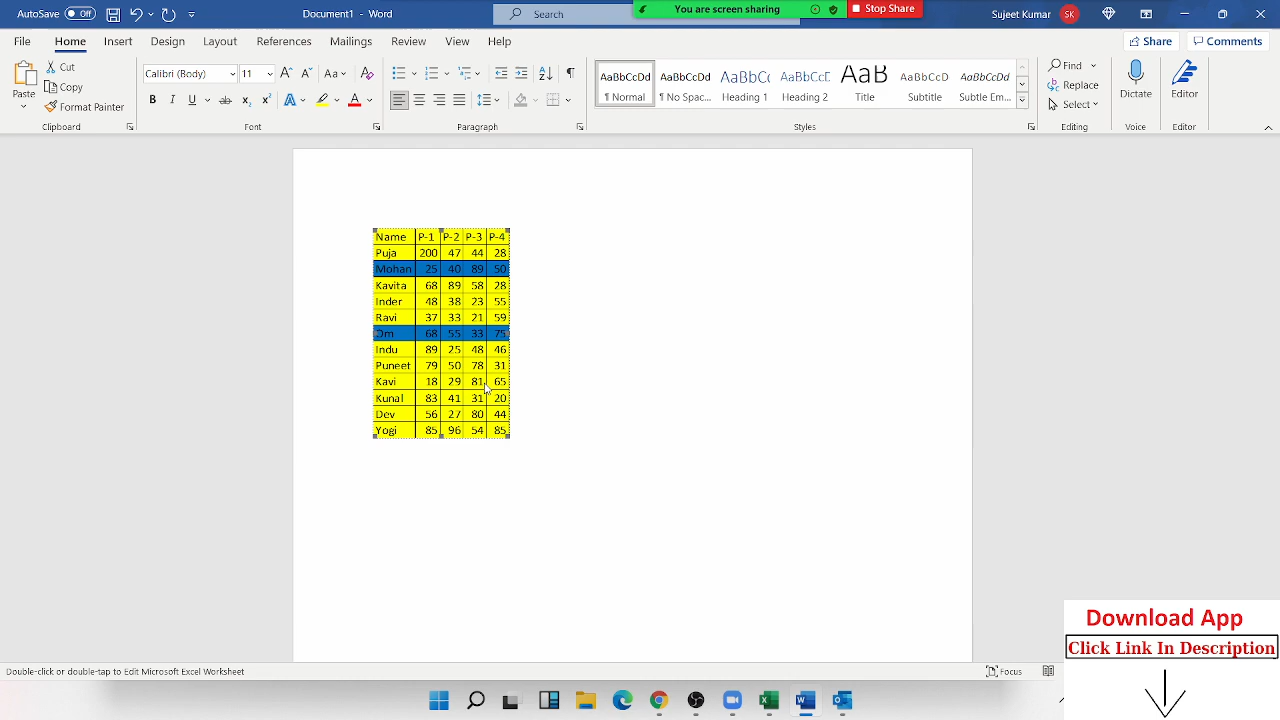 AutoSave Off Document1 - Word Search You are screen sharing Stop Share Sujeet Kumar SK
File Home Insert Design Layout References Mailings Review View Help Share Comments
Paste Cut Copy Format Painter Clipboard
Calibri (Body) 11 Aa B I U ab x₂ x² A A Font
Paragraph
AaBbCcDd ¶ Normal
AaBbCcDd ¶ No Spac...
AaBbCc Heading 1
AaBbCcE Heading 2
AaB Title
AaBbCcD Subtitle
AaBbCcDd Subtle Em...
Styles
Find Replace Select Editing
Dictate Voice
Editor Editor
Name P-1 P-2 P-3 P-4
Puja 200 47 44 28
Mohan 25 40 89 50
Kavita 68 89 58 28
Inder 48 38 23 55
Ravi 37 33 21 59
Om 68 55 33 75
Indu 89 25 48 46
Puneet 79 50 78 31
Kavi 18 29 81 65
Kunal 83 41 31 20
Dev 56 27 80 44
Yogi 85 96 54 85
Download App
Click Link In Description
Double-click or double-tap to Edit Microsoft Excel Worksheet Focus